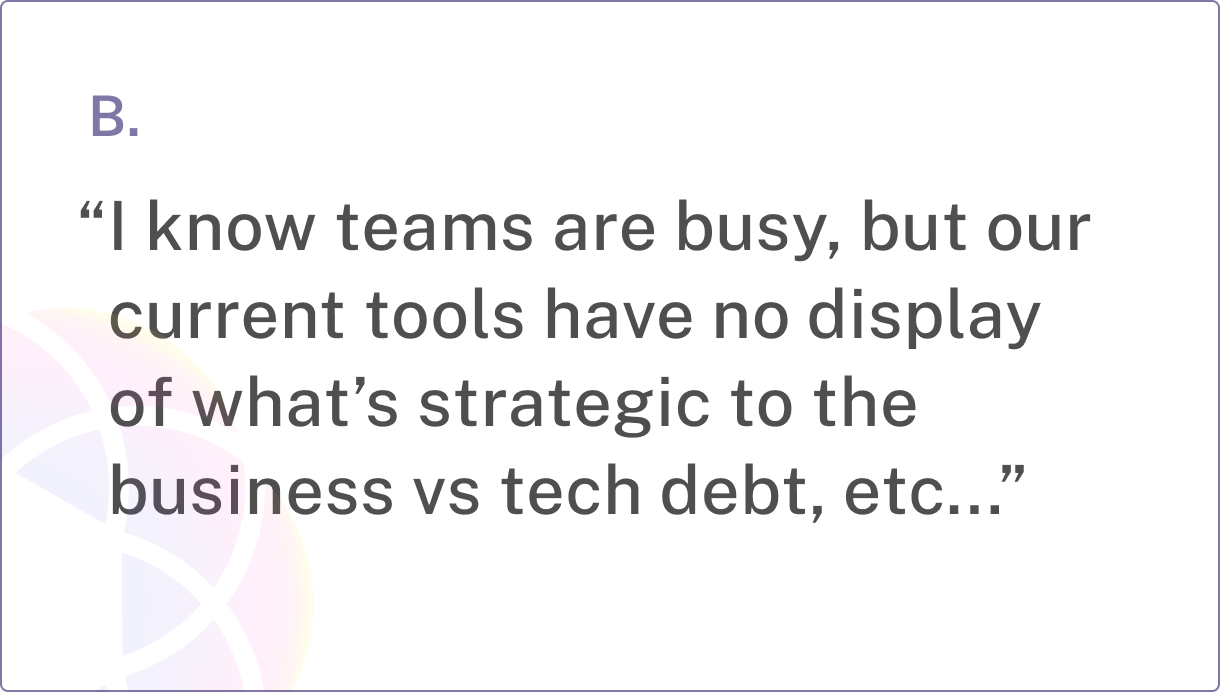 B.
“I know teams are busy, but our
current tools have no display
of what’s strategic to the
business vs tech debt, etc...”